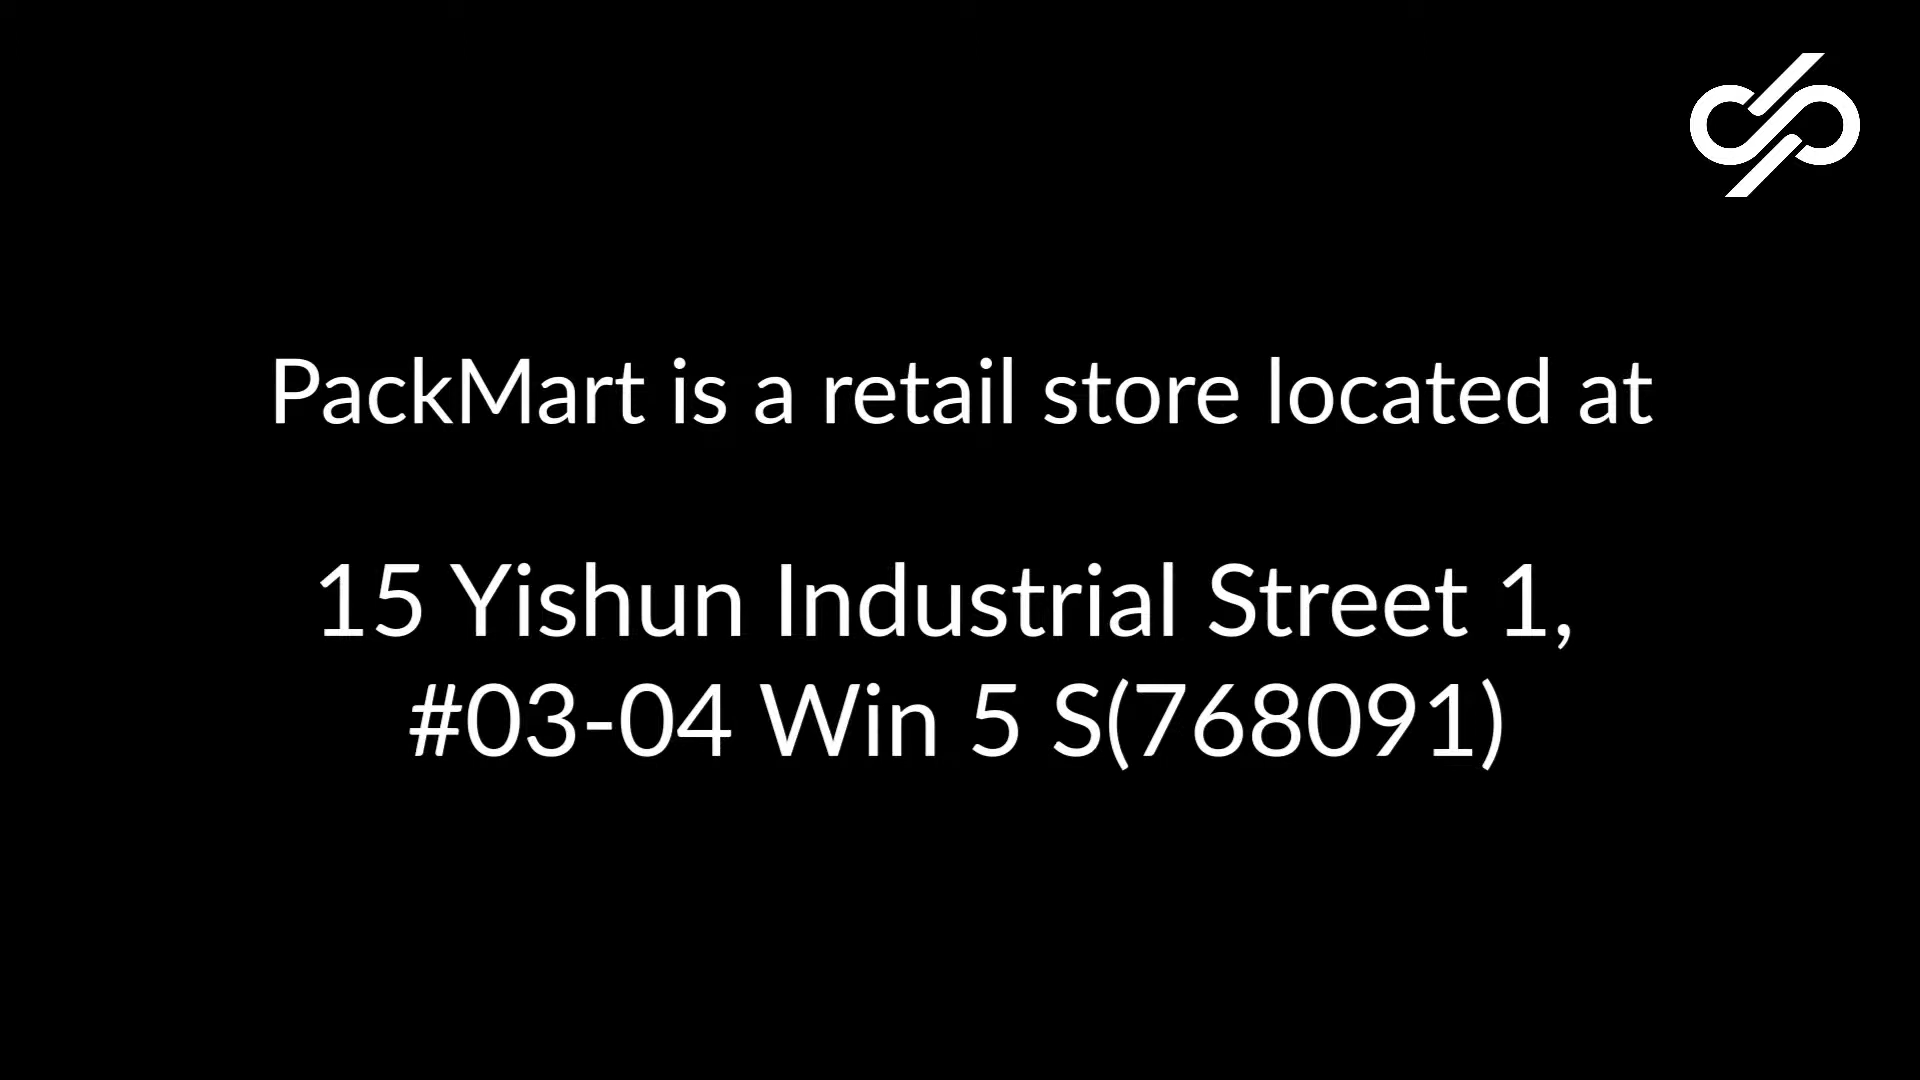 PackMart is a retail store located at
15 Yishun Industrial Street 1,
#03-04 Win 5 S(768091)